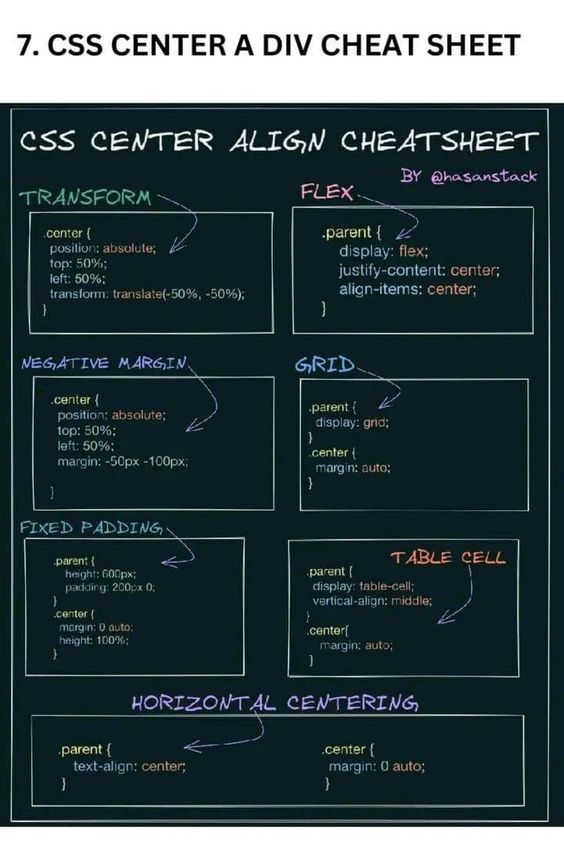 7. CSS CENTER A DIV CHEAT SHEET
CSS CENTER ALIGN CHEATSHEET
BY @hasanstack
TRANSFORM
.center {
position: absolute;
top: 50%;
left: 50%;
transform: translate(-50%, -50%);
}
FLEX
.parent {
display: flex;
justify-content: center;
align-items: center;
}
NEGATIVE MARGIN
.center {
position: absolute;
top: 50%;
left: 50%;
margin: -50px -100px;
}
GRID
.parent {
display: grid;
}
.center {
margin: auto;
}
FIXED PADDING
.parent {
height: 600px;
padding: 200px 0;
}
.center {
margin: 0 auto;
height: 100%;
}
TABLE CELL
.parent {
display: table-cell;
vertical-align: middle;
}
.center{
margin: auto;
}
HORIZONTAL CENTERING
.parent {
text-align: center;
}
.center {
margin: 0 auto;
}